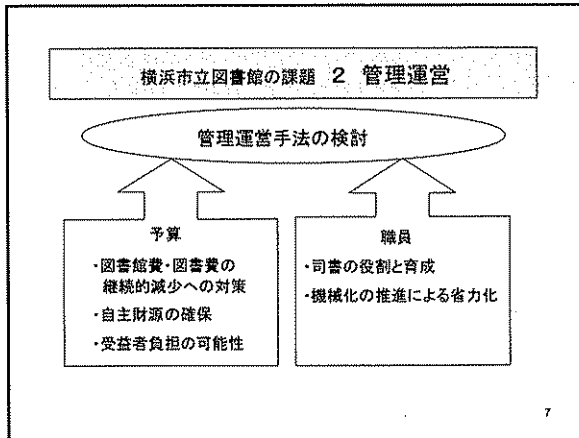 横浜市立図書館の課題 2 管理運営
管理運営手法の検討
予算
・図書館費・図書費の
継続的減少への対策
・自主財源の確保
・受益者負担の可能性
職員
・司書の役割と育成
・機械化の推進による省力化
7